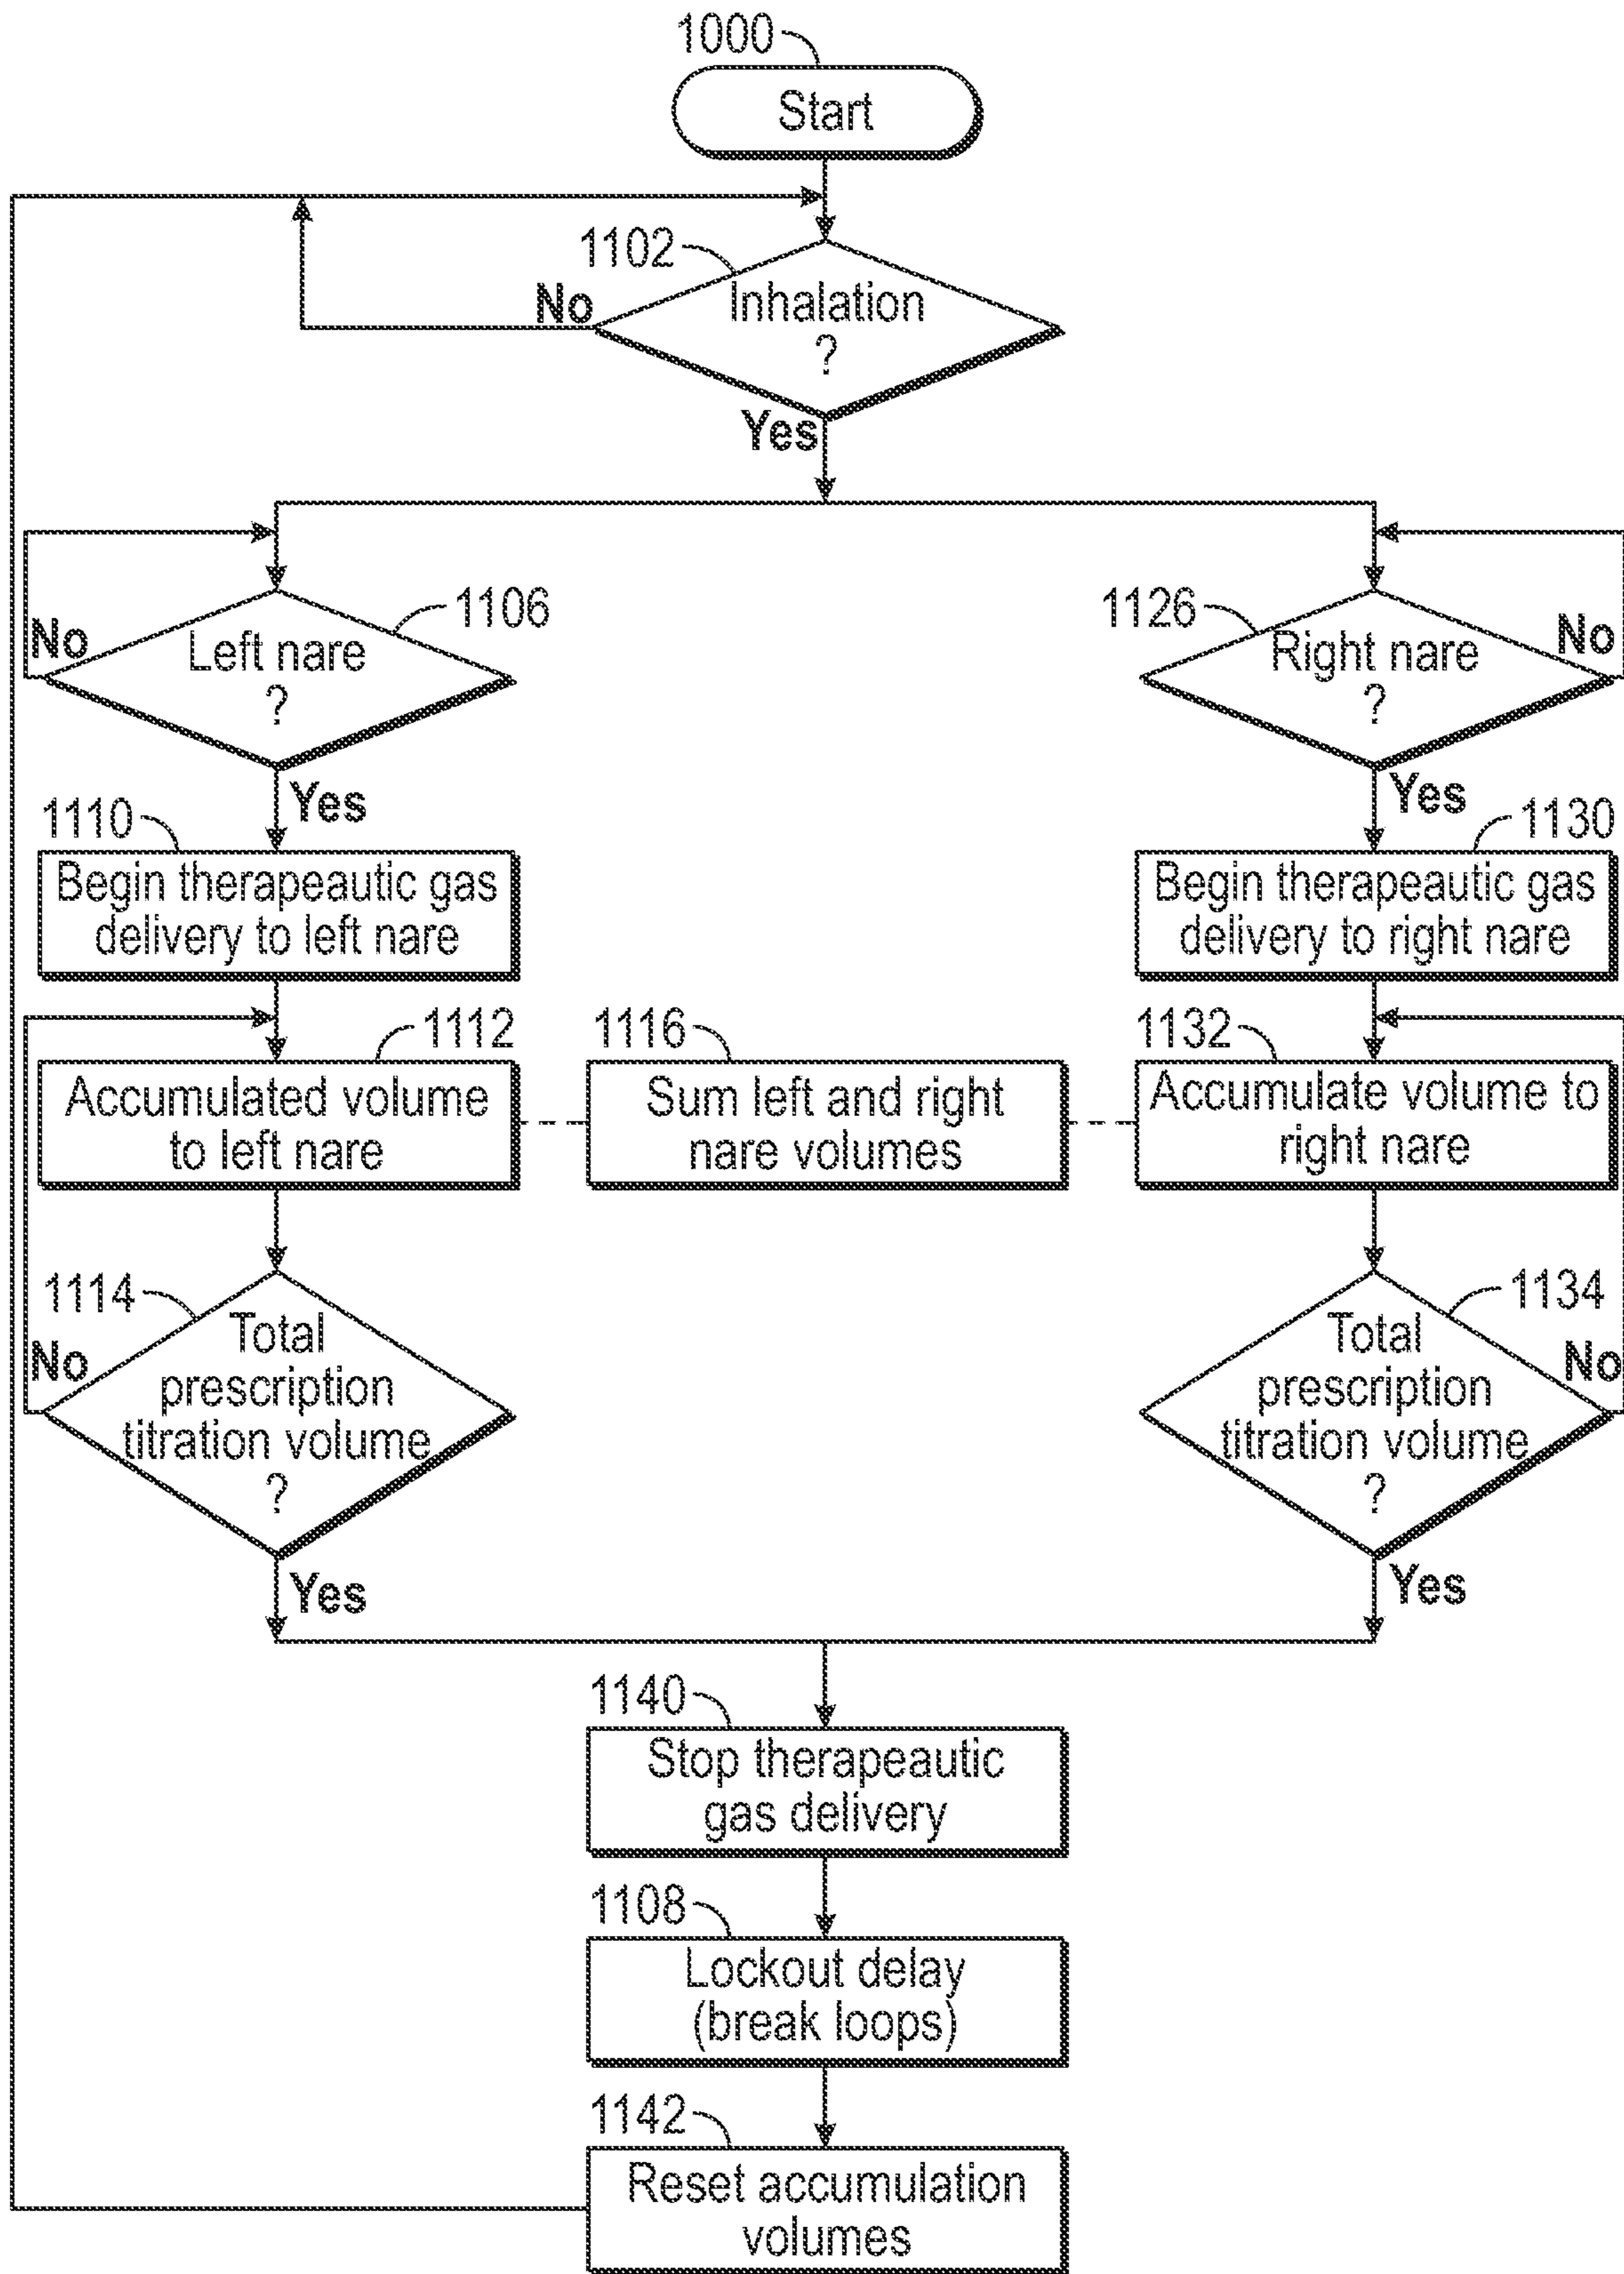 1000
Start
1102
No
Inhalation
?
Yes
1106
No
Left nare
?
Yes
1126
Right nare
?
No
Yes
1110
Begin therapeautic gas
delivery to left nare
1130
Begin therapeautic gas
delivery to right nare
1112
Accumulated volume
to left nare
1116
Sum left and right
nare volumes
1132
Accumulate volume to
right nare
1114
No
Total
prescription
titration volume
?
Yes
1134
Total
prescription
titration volume
?
No
Yes
1140
Stop therapeautic
gas delivery
1108
Lockout delay
(break loops)
1142
Reset accumulation
volumes